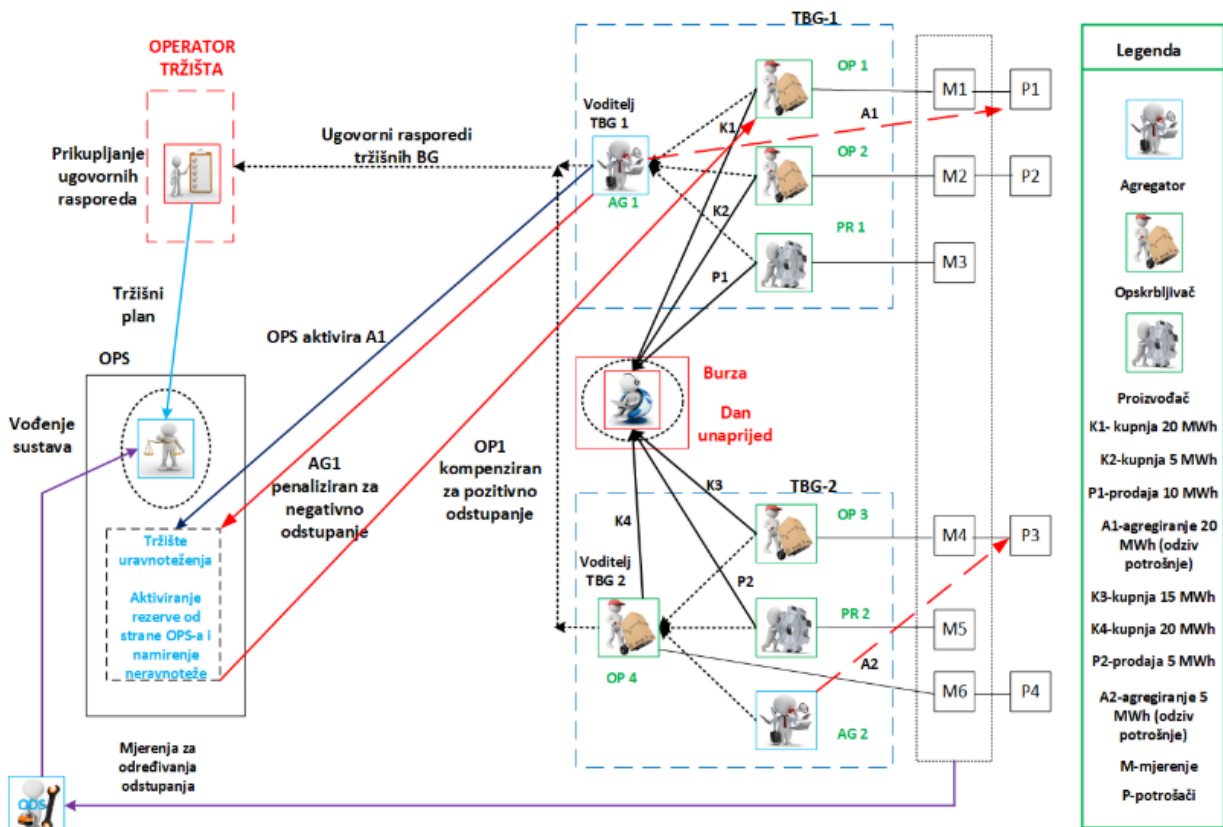 TBG-1
OPERATOR
TRŽIŠTA
Prikupljanje
ugovornih
rasporeda
Ugovorni rasporedi
tržišnih BG
Voditelj
TBG 1
AG 1
OP 1
OP 2
PR 1
K1
K2
P1
A1
M1
P1
M2
P2
M3
Tržišni
plan
OPS aktivira A1
OPS
Vođenje
sustava
AG1
penaliziran za
negativno
odstupanje
OP1
kompenziran
za pozitivno
odstupanje
Burza
Dan
unaprijed
Tržište
uravnoteženja
Aktiviranje
rezerve od
strane OPS-a i
namirenje
neravnoteže
TBG-2
K3
K4
P2
A2
Voditelj
TBG 2
OP 4
OP 3
PR 2
AG 2
M4
P3
M5
M6
P4
Mjerenja za
određivanja
odstupanja
ODS
Legenda
Agregator
Opskrbljivač
Proizvođač
K1- kupnja 20 MWh
K2-kupnja 5 MWh
P1-prodaja 10 MWh
A1-agregiranje 20
MWh (odziv
potrošnje)
K3-kupnja 15 MWh
K4-kupnja 20 MWh
P2-prodaja 5 MWh
A2-agregiranje 5
MWh (odziv
potrošnje)
M-mjerenje
P-potrošači